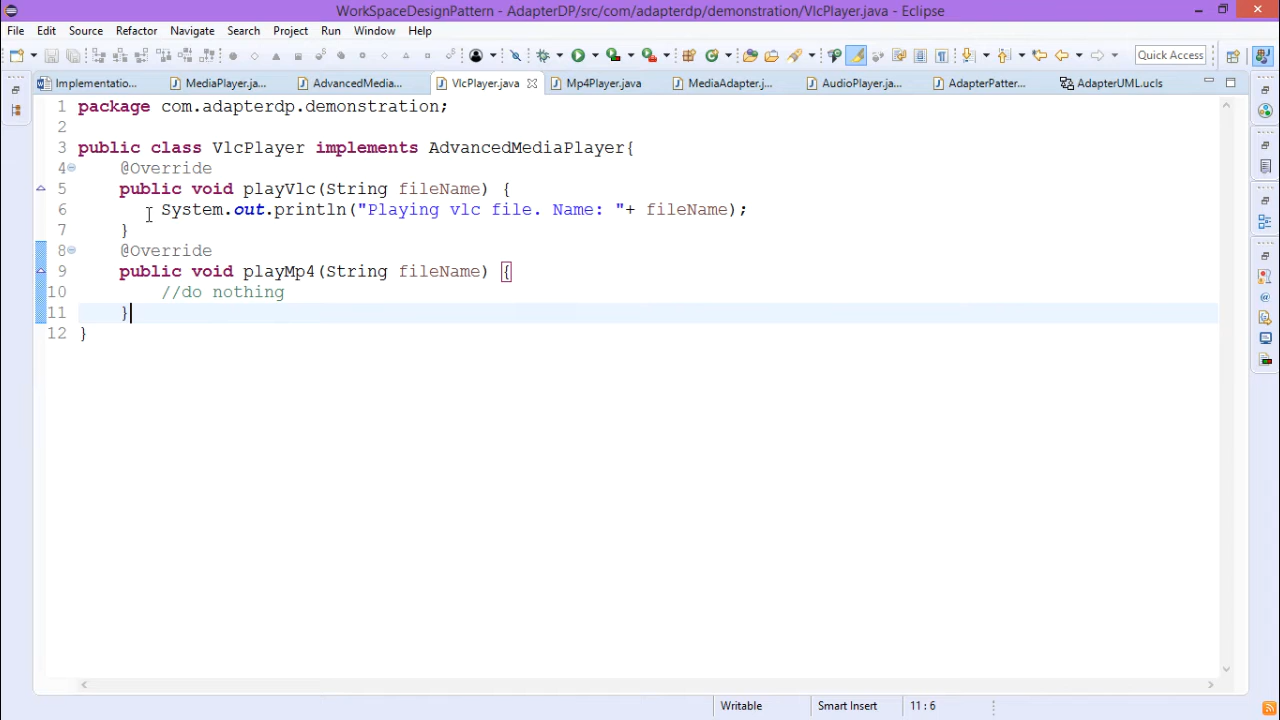 WorkSpaceDesignPattern - AdapterDP/src/com/adapterdp/demonstration/VlcPlayer.java - Eclipse
File Edit Source Refactor Navigate Search Project Run Window Help
Quick Access
Implementatio... MediaPlayer.ja... AdvancedMedia... VlcPlayer.java Mp4Player.java MediaAdapter.j... AudioPlayer.ja... AdapterPatter... AdapterUML.ucls
1 package com.adapterdp.demonstration;
2
3 public class VlcPlayer implements AdvancedMediaPlayer{
4 @Override
5 public void playVlc(String fileName) {
6 System.out.println("Playing vlc file. Name: "+ fileName);
7 }
8 @Override
9 public void playMp4(String fileName) {
10 //do nothing
11 }
12 }
Writable Smart Insert 11 : 6